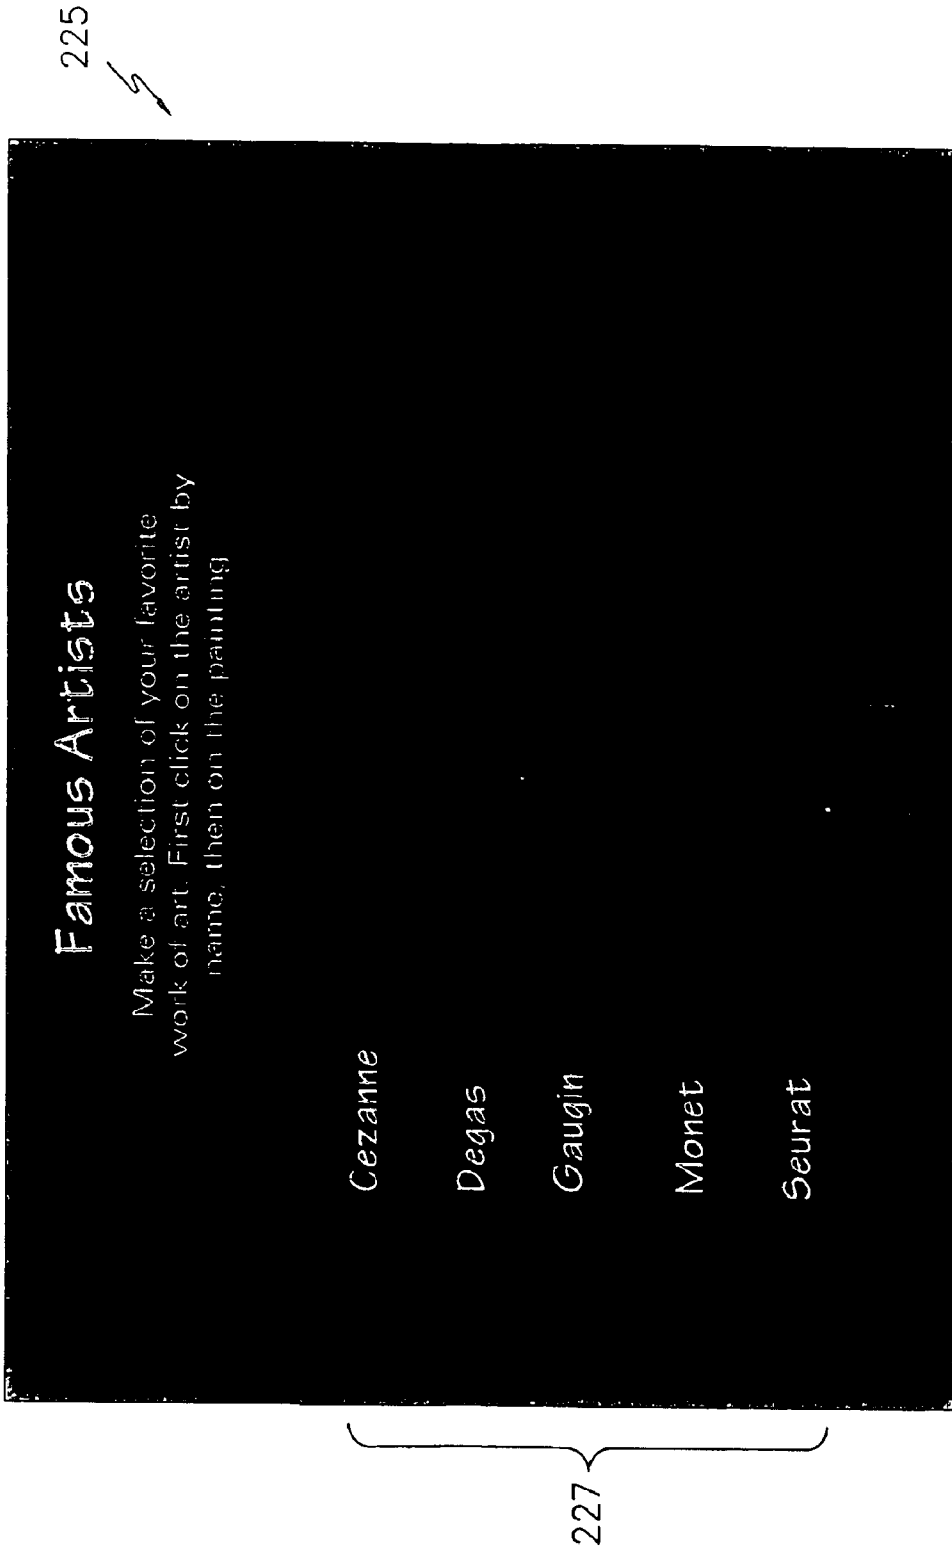 225
Famous Artists
Make a selection of your favorite
work of art. First click on the artist by
name, then on the painting
Cezanne
Degas
Gaugin
Monet
Seurat
227